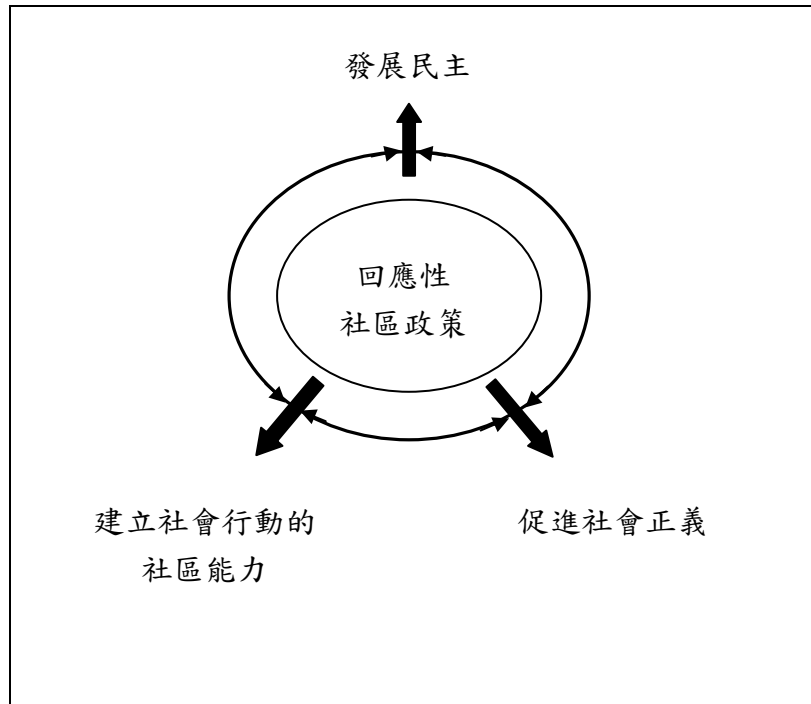 發展民主
回應性
社區政策
建立社會行動的
社區能力
促進社會正義